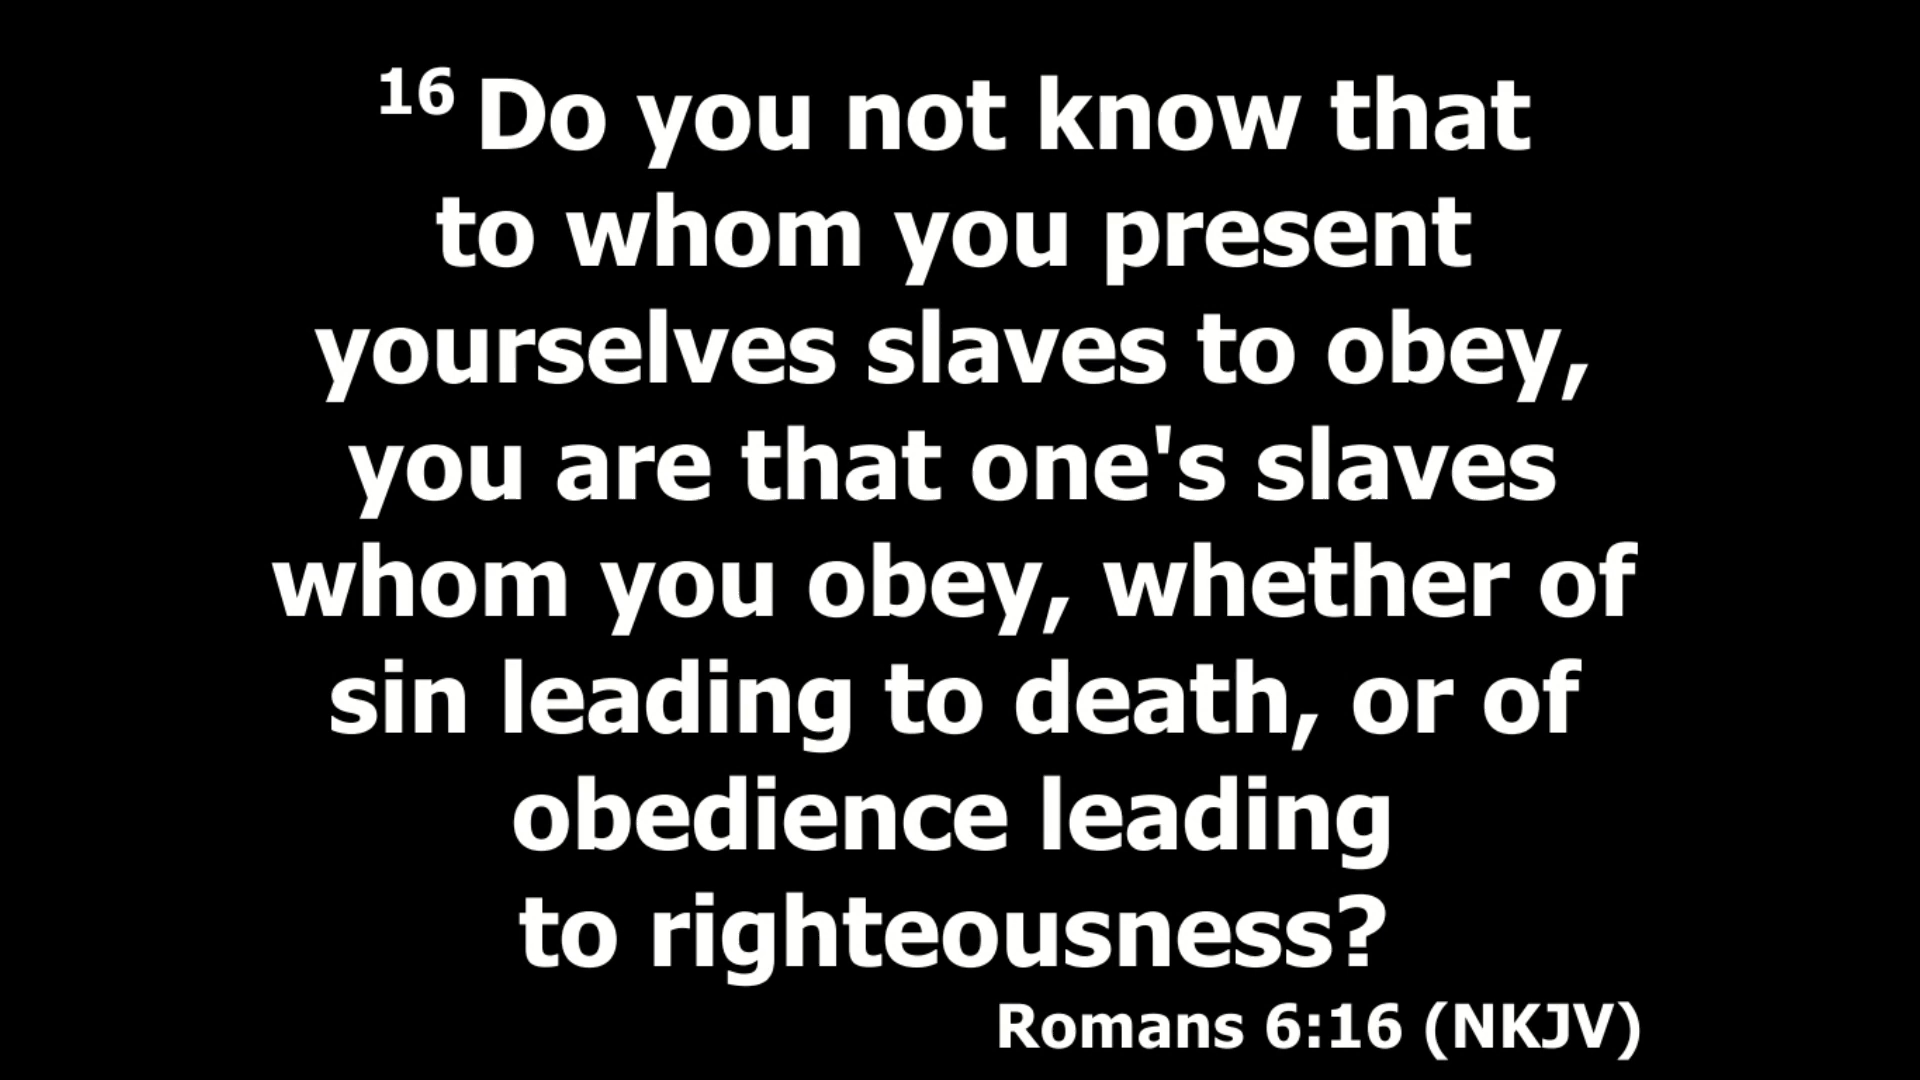 16 Do you not know that
to whom you present
yourselves slaves to obey,
you are that one's slaves
whom you obey, whether of
sin leading to death, or of
obedience leading
to righteousness?
Romans 6:16 (NKJV)